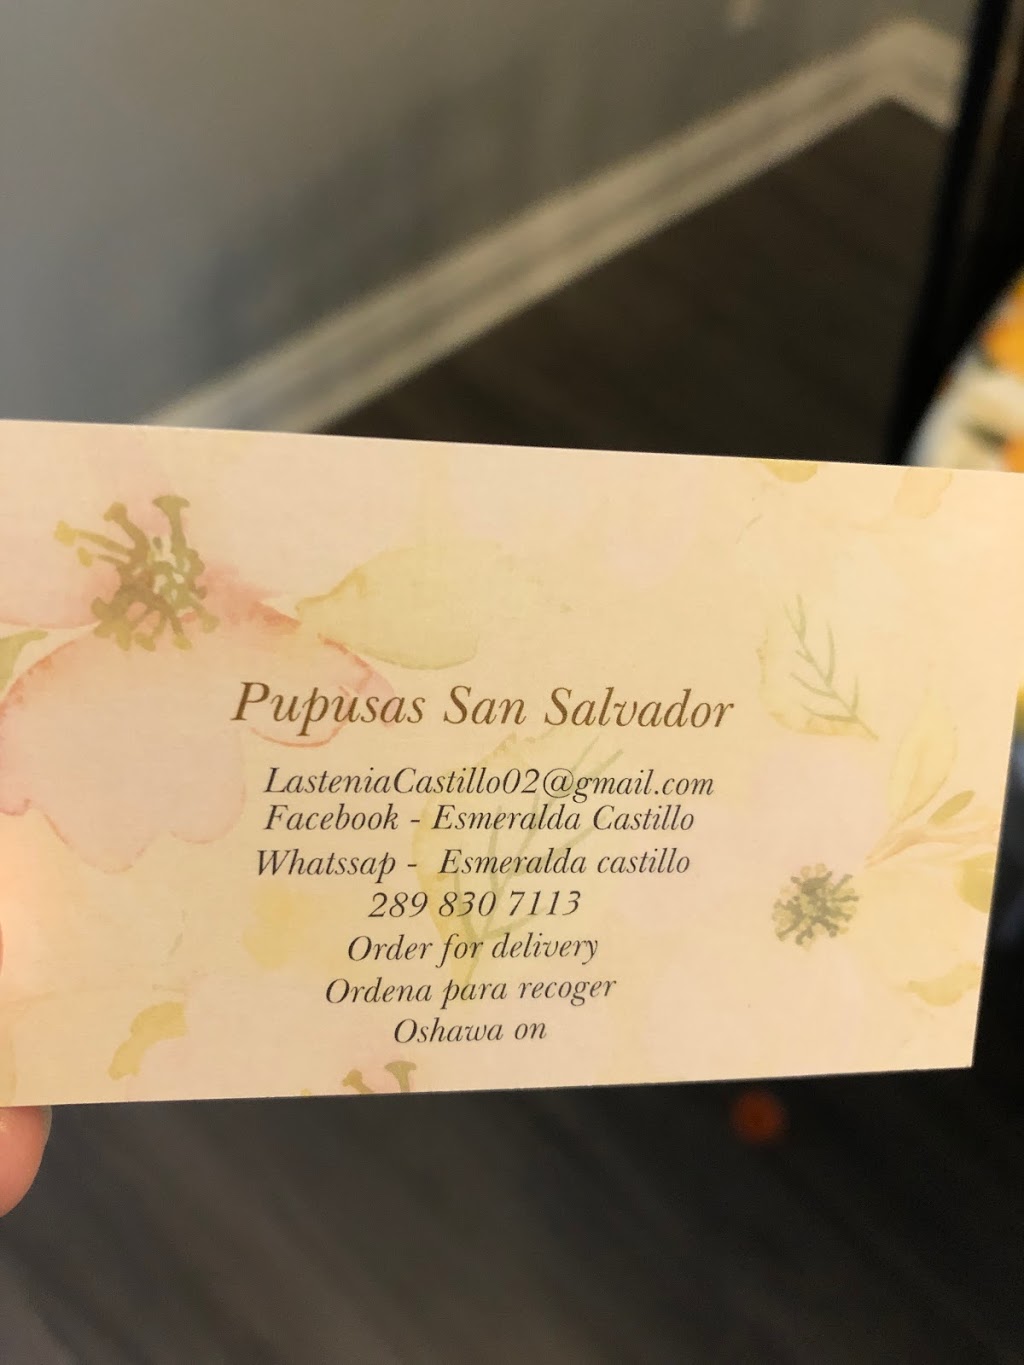 Pupusas San Salvador
LasteniaCastillo02@gmail.com
Facebook - Esmeralda Castillo
Whatssap - Esmeralda castillo
289 830 7113
Order for delivery
Ordena para recoger
Oshawa on